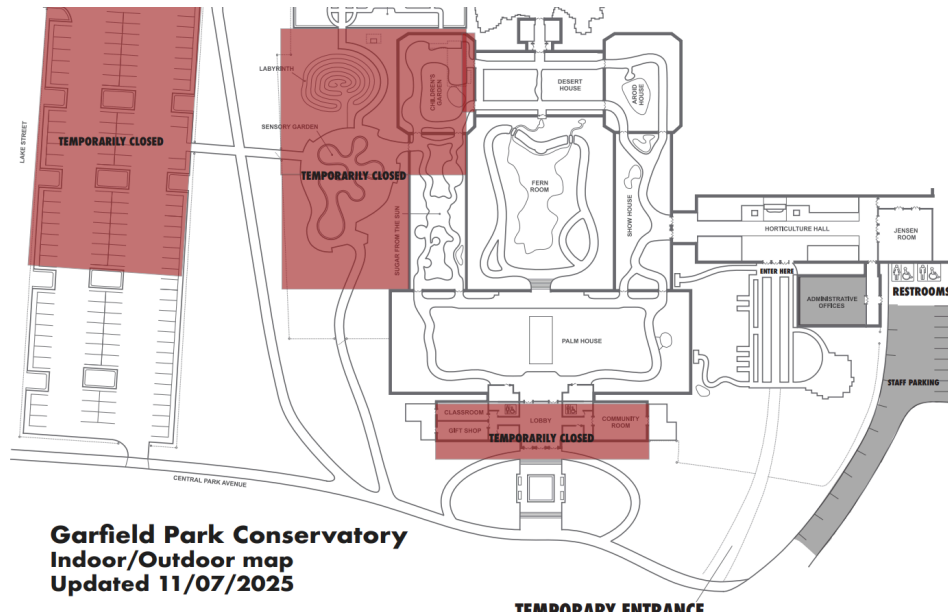 LABYRINTH
CHILDREN'S
GARDEN
DESERT
HOUSE
AROID
HOUSE
LAKE STREET
SENSORY GARDEN
TEMPORARILY CLOSED
TEMPORARILY CLOSED
FERN
ROOM
SUGAR FROM THE SUN
SHOW HOUSE
HORTICULTURE HALL
JENSEN
ROOM
ENTER HERE
RESTROOMS
ADMINISTRATIVE
OFFICES
PALM HOUSE
STAFF PARKING
CLASSROOM
LOBBY
COMMUNITY
ROOM
GIFT SHOP
TEMPORARILY CLOSED
CENTRAL PARK AVENUE
Garfield Park Conservatory
Indoor/Outdoor map
Updated 11/07/2025
TEMPORARY ENTRANCE